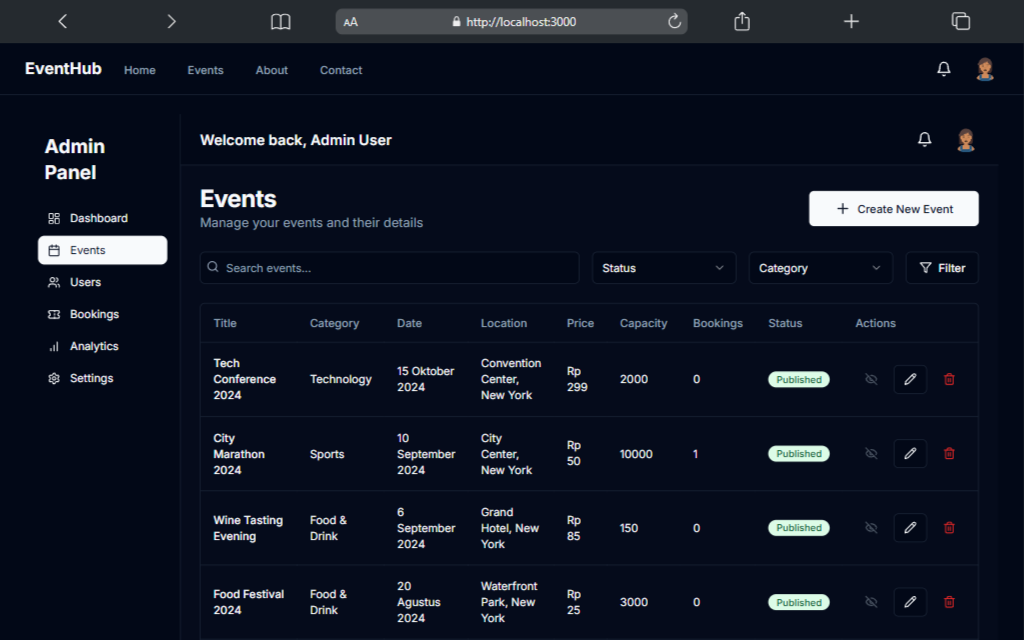 AA http://localhost:3000
EventHub Home Events About Contact
Admin
Panel
Dashboard
Events
Users
Bookings
Analytics
Settings
Welcome back, Admin User
Events
Manage your events and their details
Create New Event
Search events... Status Category Filter
Title Category Date Location Price Capacity Bookings Status Actions
Tech
Conference
2024
Technology
15 Oktober
2024
Convention
Center,
New York
Rp
299
2000
0
Published
City
Marathon
2024
Sports
10
September
2024
City
Center,
New York
Rp
50
10000
1
Published
Wine Tasting
Evening
Food &
Drink
6
September
2024
Grand
Hotel, New
York
Rp
85
150
0
Published
Food Festival
2024
Food &
Drink
20
Agustus
2024
Waterfront
Park, New
York
Rp
25
3000
0
Published